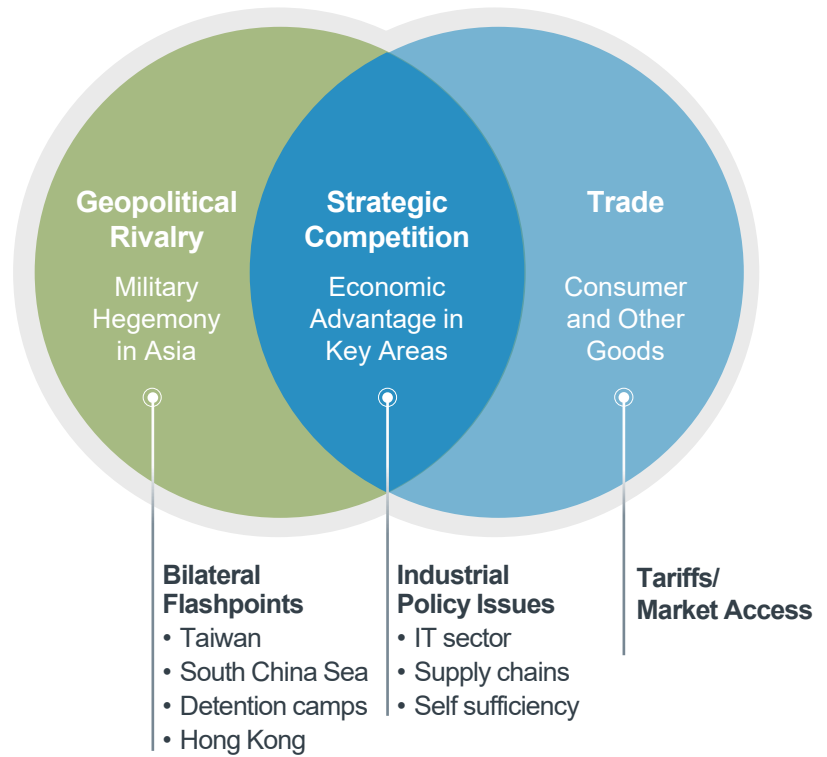 Geopolitical
Rivalry
Military
Hegemony
in Asia
Strategic
Competition
Economic
Advantage in
Key Areas
Trade
Consumer
and Other
Goods
Bilateral
Flashpoints
• Taiwan
• South China Sea
• Detention camps
• Hong Kong
Industrial
Policy Issues
• IT sector
• Supply chains
• Self sufficiency
Tariffs/
Market Access